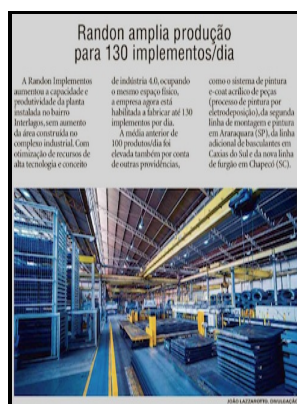 Randon amplia produção
para 130 implementos/dia
A Randon Implementos
aumentou a capacidade e
produtividade da planta
instalada no bairro
Interlagos, sem aumento
da área construída no
complexo industrial. Com
otimização de recursos de
alta tecnologia e conceito
de indústria 4.0, ocupando
o mesmo espaço físico,
a empresa agora está
habilitada a fabricar até 130
implementos por dia.
A média anterior de
100 produtos/dia foi
elevada também por conta
de outras providências,
como o sistema de pintura
e-coat acrílico de peças
(processo de pintura por
eletrodeposição), da segunda
linha de montagem e pintura
em Araraquara (SP), da linha
adicional de basculantes em
Caxias do Sul e da nova linha
de furgão em Chapecó (SC).
JOÃO LAZZAROTTO, DIVULGAÇÃO